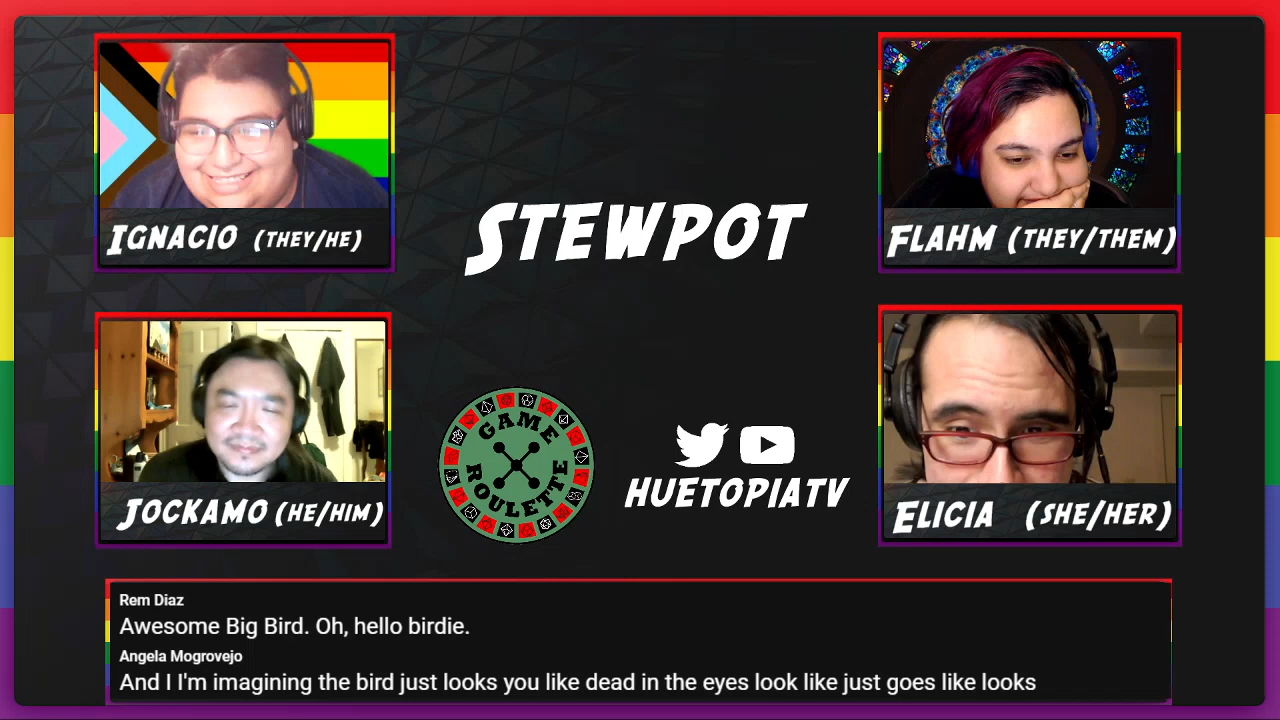 Ignacio (they/he)
Stewpot
Flahm (they/them)
Jockamo (he/him)
GAME
ROULETTE
HUETOPIATV
Elicia (she/her)
Rem Diaz
Awesome Big Bird. Oh, hello birdie.
Angela Mogrovejo
And I I'm imagining the bird just looks you like dead in the eyes look like just goes like looks